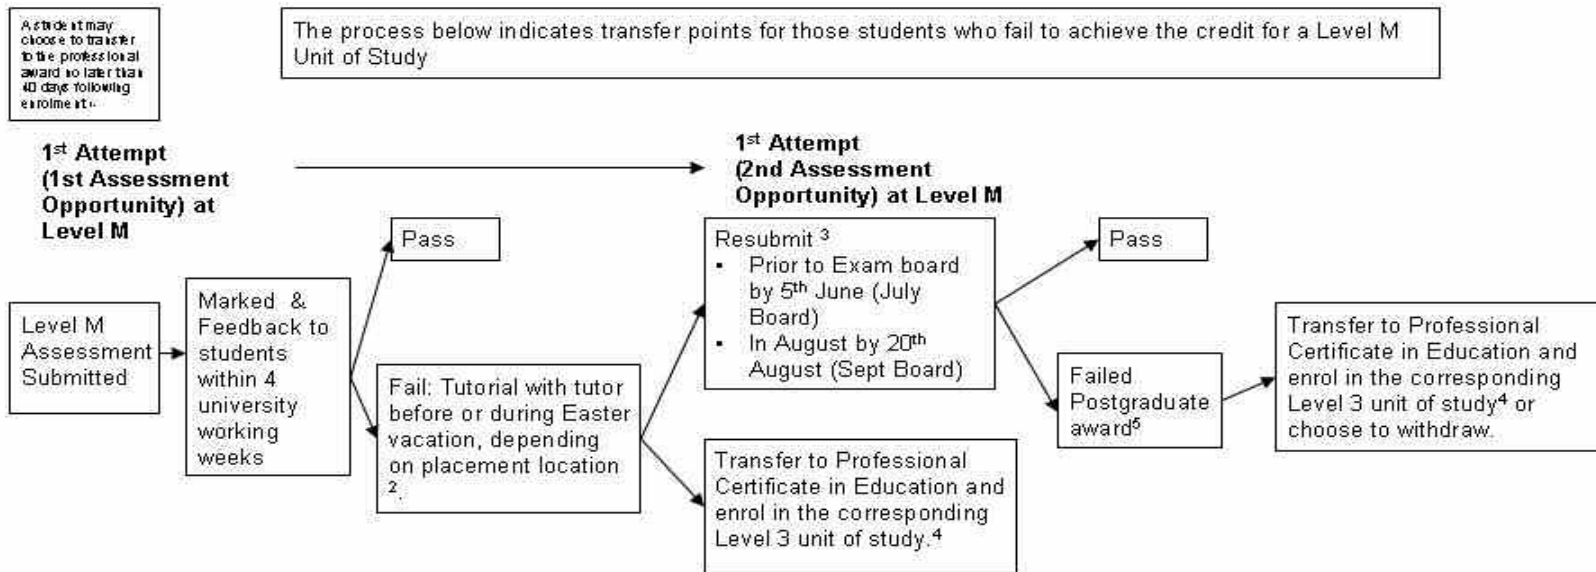 A student may
choose to transfer
to the professional
award no later than
40 days following
enrolment
The process below indicates transfer points for those students who fail to achieve the credit for a Level M
Unit of Study
1st Attempt
(1st Assessment
Opportunity) at
Level M
1st Attempt
(2nd Assessment
Opportunity) at Level M
Level M
Assessment
Submitted
Marked & 
Feedback to
students
within 4
university
working
weeks
Pass
Fail: Tutorial with tutor
before or during Easter
vacation, depending
on placement location
2.
Resubmit 3
▪ Prior to Exam board
by 5th June (July
Board)
▪ In August by 20th
August (Sept Board)
Transfer to Professional
Certificate in Education and
enrol in the corresponding
Level 3 unit of study.4
Pass
Failed
Postgraduate
award5
Transfer to Professional
Certificate in Education and
enrol in the corresponding
Level 3 unit of study4 or
choose to withdraw.